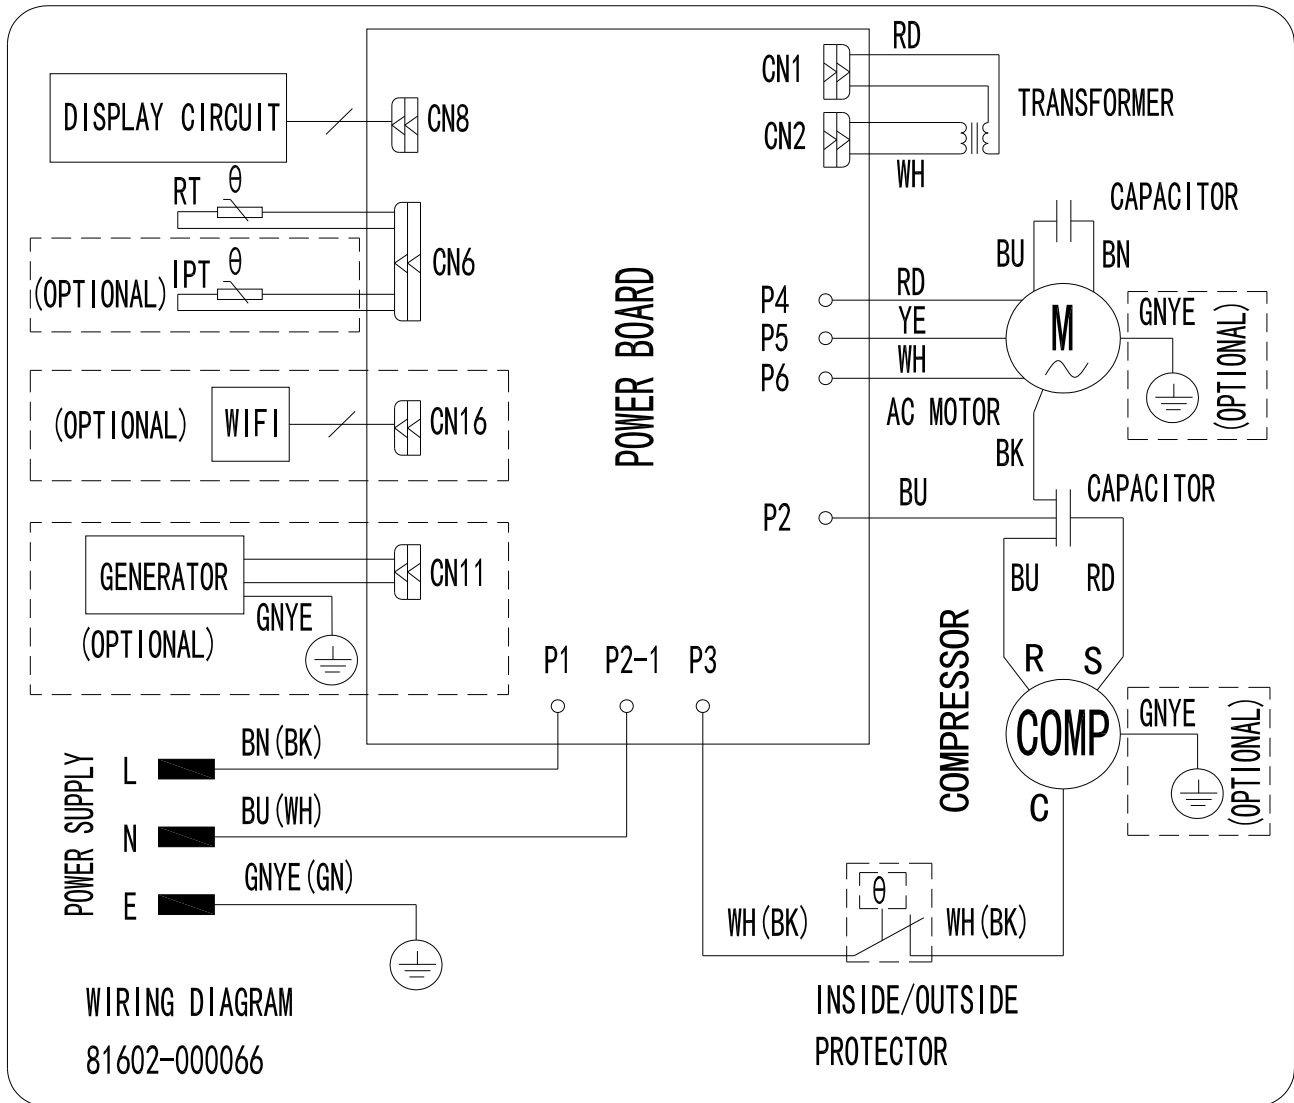 RD
CN1
TRANSFORMER
DISPLAY CIRCUIT
CN8
CN2
WH
RT θ
CAPACITOR
BU
BN
(OPTIONAL)
IPT θ
CN6
POWER BOARD
P4
RD
P5
YE
P6
WH
M
AC MOTOR
GNYE
(OPTIONAL)
(OPTIONAL)
WIFI
CN16
BK
P2
BU
CAPACITOR
GENERATOR
CN11
GNYE
(OPTIONAL)
BU
RD
COMPRESSOR
R
S
COMP
C
GNYE
(OPTIONAL)
P1
P2-1
P3
POWER SUPPLY
L
BN(BK)
N
BU(WH)
E
GNYE(GN)
θ
WH(BK)
WH(BK)
INSIDE/OUTSIDE
PROTECTOR
WIRING DIAGRAM
81602-000066